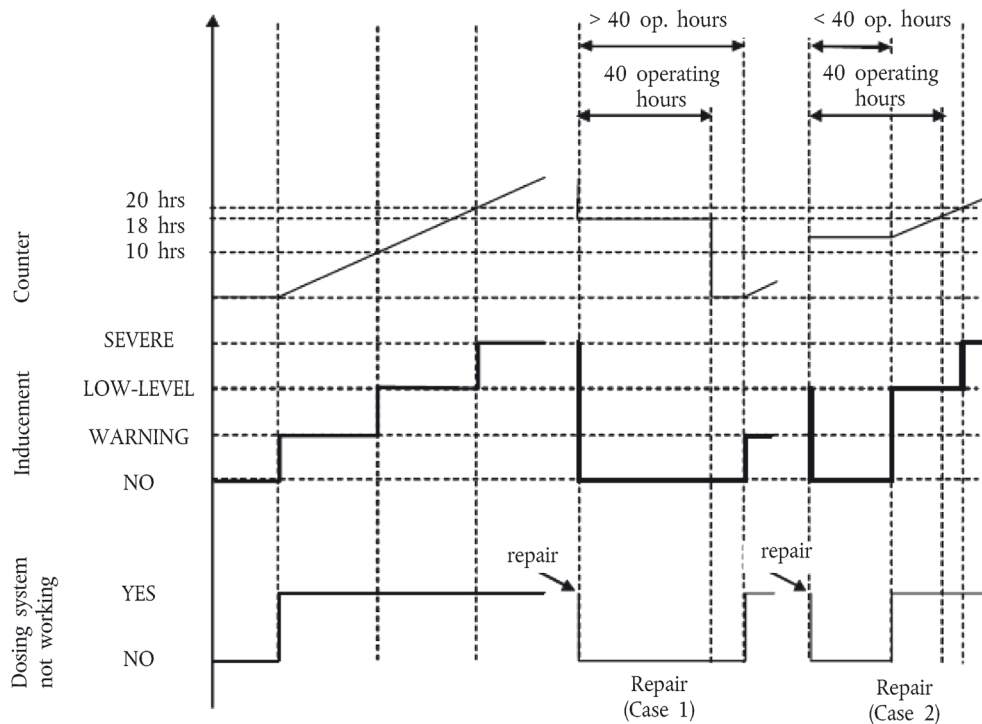 > 40 op. hours
< 40 op. hours
40 operating
hours
40 operating
hours
20 hrs
18 hrs
10 hrs
Counter
SEVERE
LOW-LEVEL
WARNING
NO
Inducement
repair
repair
YES
NO
Dosing system
not working
Repair
(Case 1)
Repair
(Case 2)